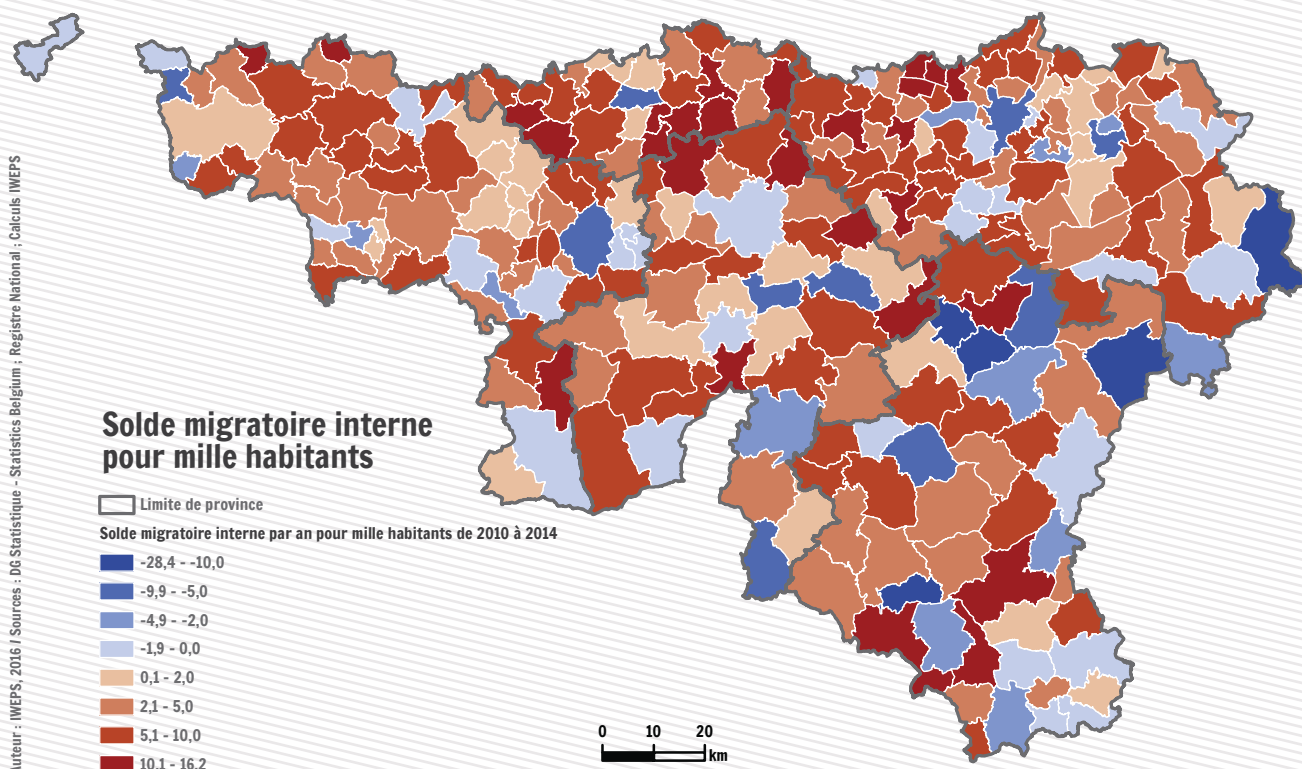 Solde migratoire interne
pour mille habitants
Limite de province
Solde migratoire interne par an pour mille habitants de 2010 à 2014
-28,4 - -10,0
-9,9 - -5,0
-4,9 - -2,0
-1,9 - 0,0
0,1 - 2,0
2,1 - 5,0
5,1 - 10,0
10,1 - 16,2
0 10 20
km
uteur : IWEPS, 2016 / Sources : DG Statistique - Statistics Belgium ; Registre National ; Calculs IWEPS